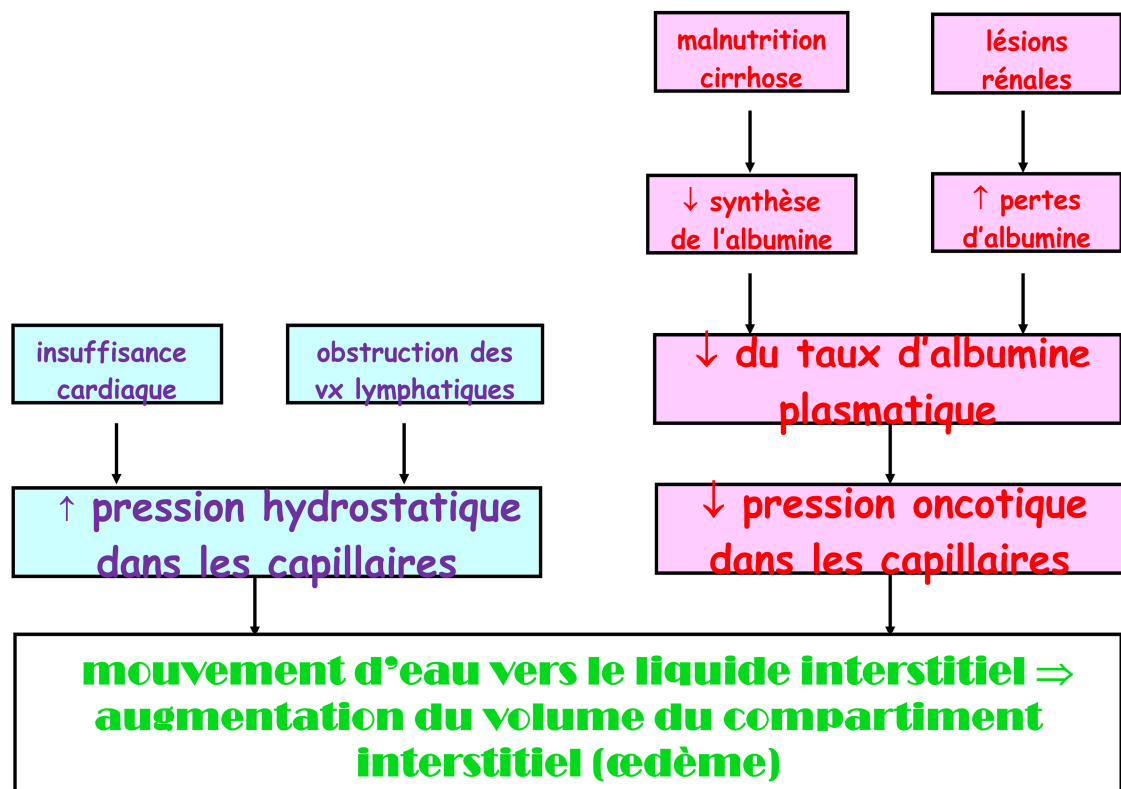 malnutrition
cirrhose
lésions
rénales
↓ synthèse
de l’albumine
↑ pertes
d’albumine
insuffisance
cardiaque
obstruction des
vx lymphatiques
↓ du taux d’albumine
plasmatique
↑ pression hydrostatique
dans les capillaires
↓ pression oncotique
dans les capillaires
mouvement d’eau vers le liquide interstitiel ⇒
augmentation du volume du compartiment
interstitiel (œdème)